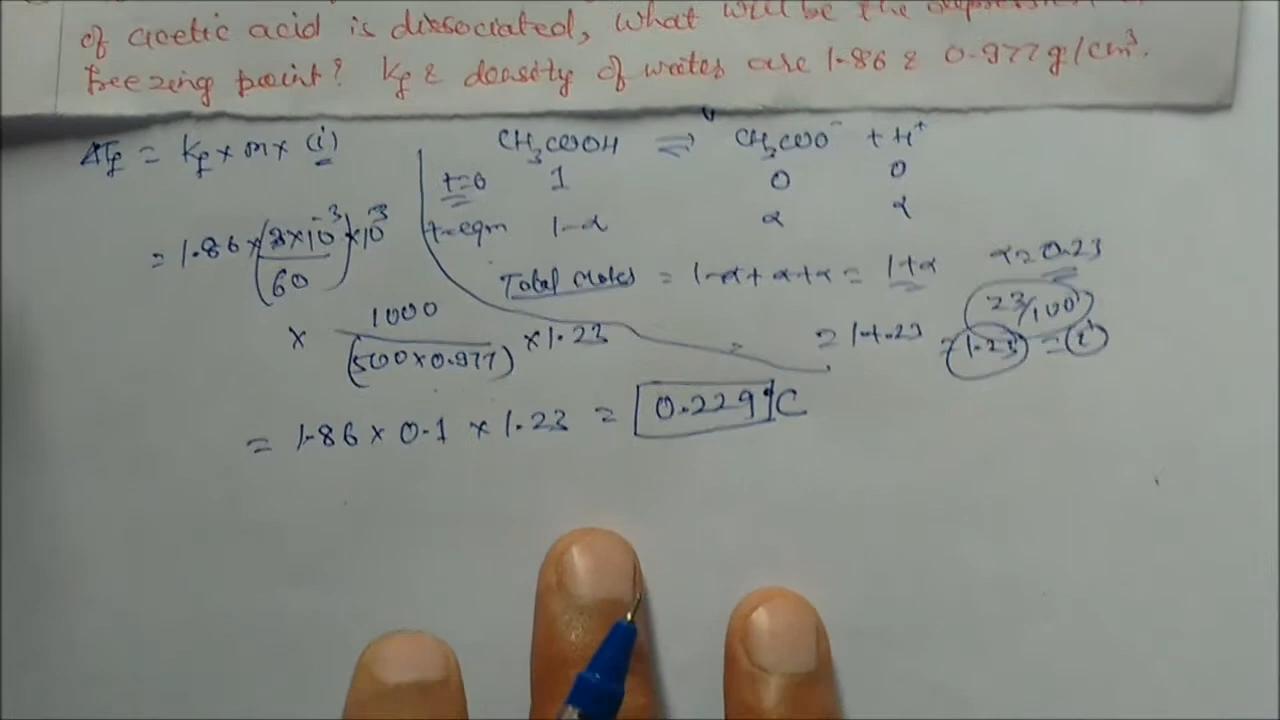 of acetic acid is dissociated, what will be the
freezing point? Kf & density of water are 1.86 & 0.977g/cm³.
ΔTf = Kf × m × (i)
= 1.86 × (3×10⁻³/60) × 10³
× 1000/(500×0.977) × 1.23
= 1.86 × 0.1 × 1.23 = 0.229°C
CH₃COOH ⇌ CH₃COO⁻ + H⁺
t=0 1 0 0
t=eqm 1-α α α
Total moles = 1-α+α+α = 1+α
α=0.23
23/100
= 1+.23 = 1.23 = (i)